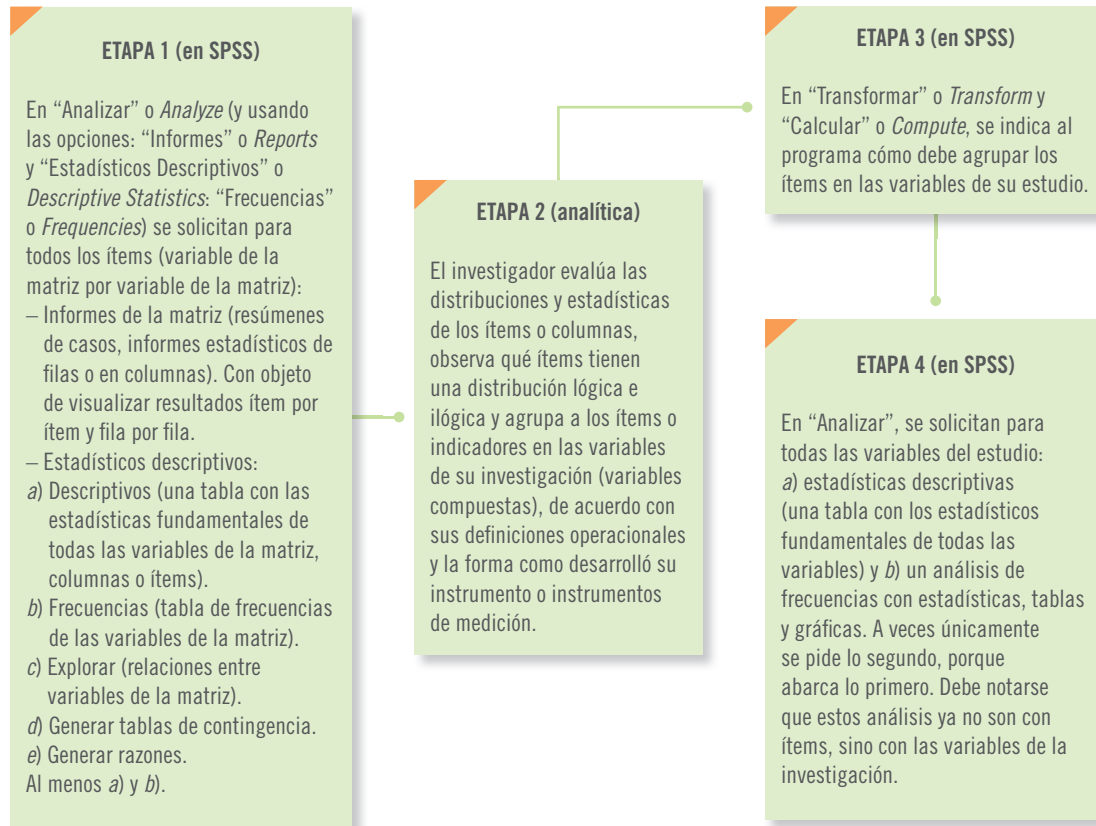 ETAPA 1 (en SPSS)
En “Analizar” o Analyze (y usando
las opciones: “Informes” o Reports
y “Estadísticos Descriptivos” o
Descriptive Statistics: “Frecuencias”
o Frequencies) se solicitan para
todos los ítems (variable de la
matriz por variable de la matriz):
– Informes de la matriz (resúmenes
de casos, informes estadísticos de
filas o en columnas). Con objeto
de visualizar resultados ítem por
ítem y fila por fila.
– Estadísticos descriptivos:
a) Descriptivos (una tabla con las
estadísticas fundamentales de
todas las variables de la matriz,
columnas o ítems).
b) Frecuencias (tabla de frecuencias
de las variables de la matriz).
c) Explorar (relaciones entre
variables de la matriz).
d) Generar tablas de contingencia.
e) Generar razones.
Al menos a) y b).
ETAPA 2 (analítica)
El investigador evalúa las
distribuciones y estadísticas
de los ítems o columnas,
observa qué ítems tienen
una distribución lógica e
ilógica y agrupa a los ítems o
indicadores en las variables
de su investigación (variables
compuestas), de acuerdo con
sus definiciones operacionales
y la forma como desarrolló su
instrumento o instrumentos
de medición.
ETAPA 3 (en SPSS)
En “Transformar” o Transform y
“Calcular” o Compute, se indica al
programa cómo debe agrupar los
ítems en las variables de su estudio.
ETAPA 4 (en SPSS)
En “Analizar”, se solicitan para
todas las variables del estudio:
a) estadísticas descriptivas
(una tabla con los estadísticos
fundamentales de todas las
variables) y b) un análisis de
frecuencias con estadísticas, tablas
y gráficas. A veces únicamente
se pide lo segundo, porque
abarca lo primero. Debe notarse
que estos análisis ya no son con
ítems, sino con las variables de la
investigación.